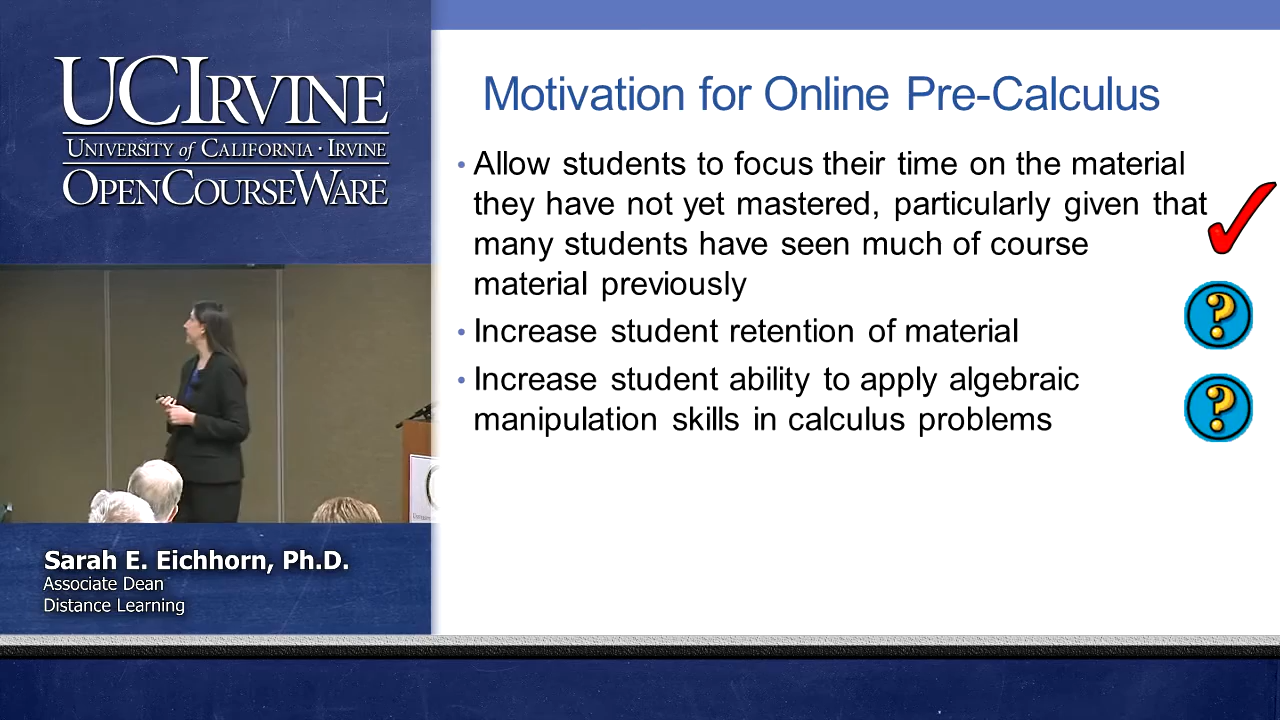 UCIRVINE
UNIVERSITY of CALIFORNIA · IRVINE
OPENCOURSEWARE
Motivation for Online Pre-Calculus
• Allow students to focus their time on the material
they have not yet mastered, particularly given that
many students have seen much of course
material previously
• Increase student retention of material
• Increase student ability to apply algebraic
manipulation skills in calculus problems
Sarah E. Eichhorn, Ph.D.
Associate Dean
Distance Learning